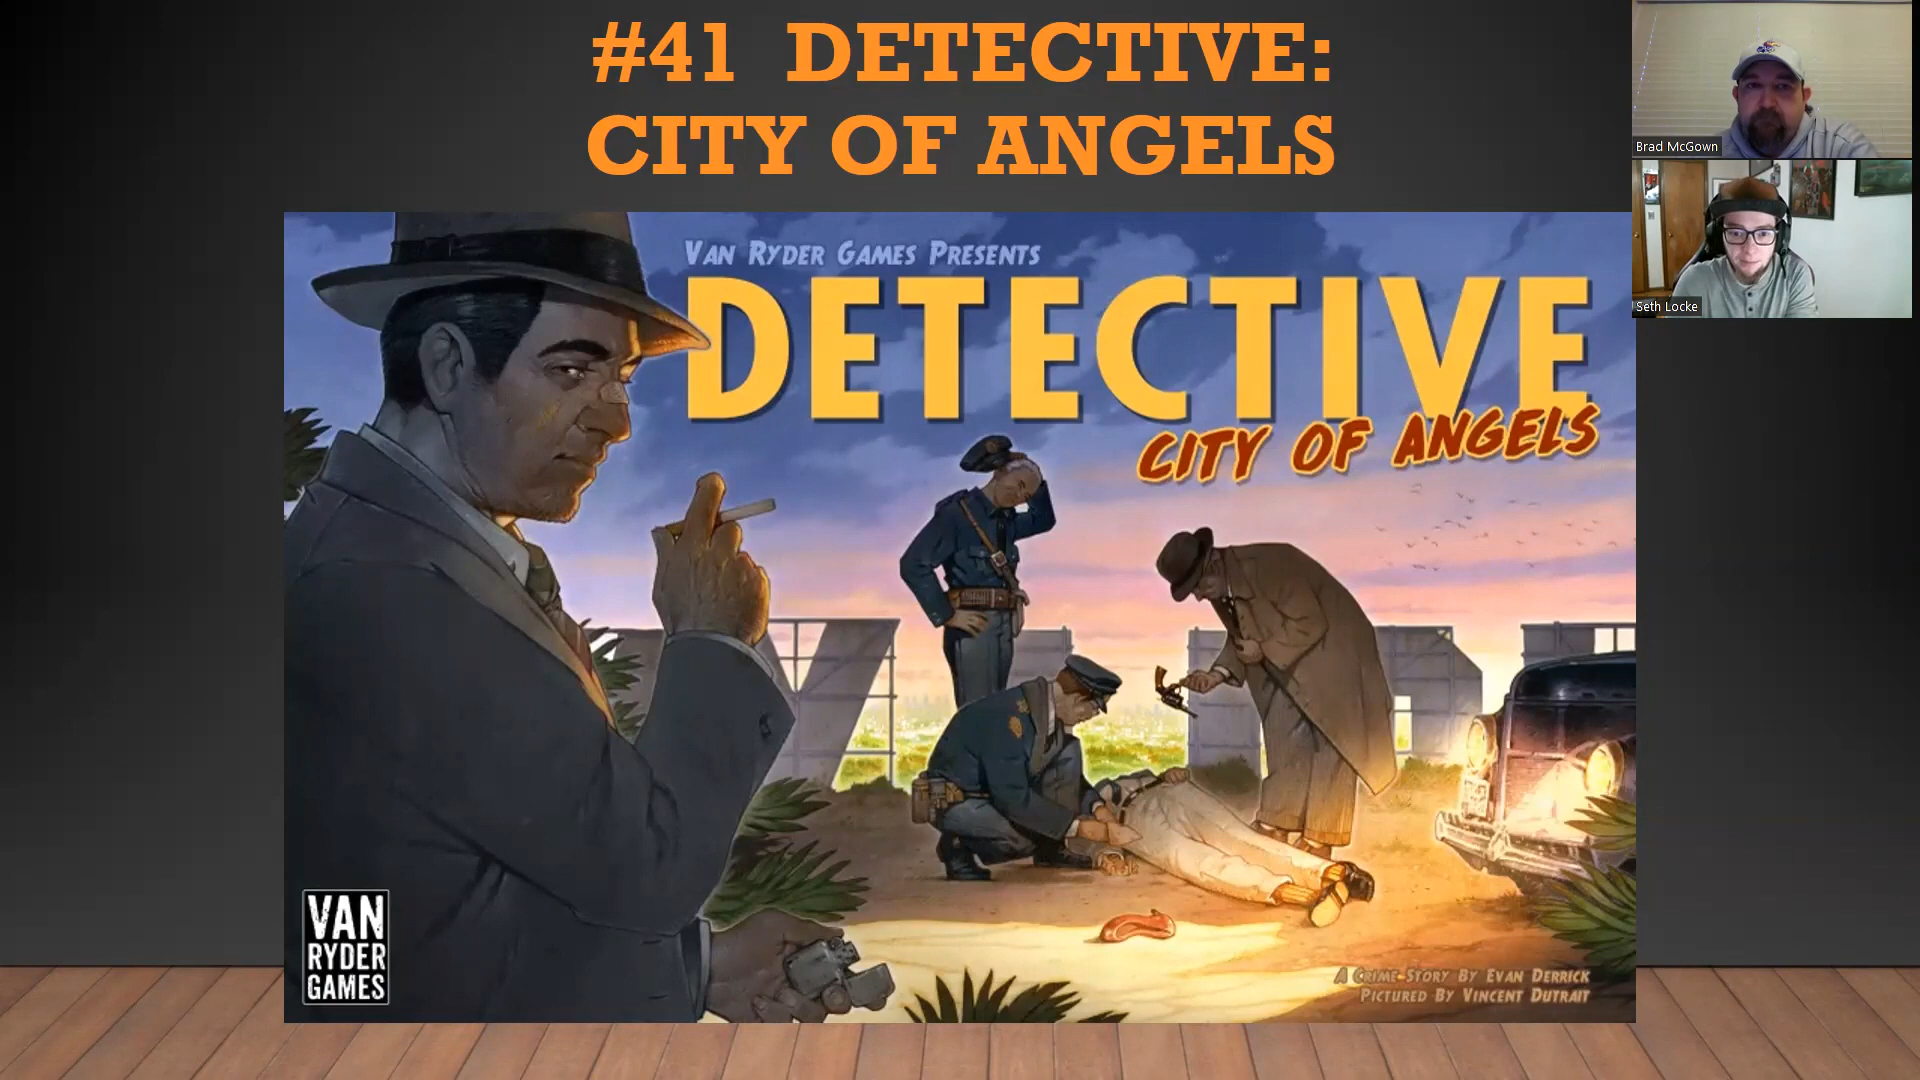 #41 DETECTIVE:
CITY OF ANGELS
Brad McGown
Seth Locke
VAN RYDER GAMES PRESENTS
DETECTIVE
CITY OF ANGELS
VAN
RYDER
GAMES
A CRIME STORY BY EVAN DERRICK
PICTURED BY VINCENT DUTRAIT